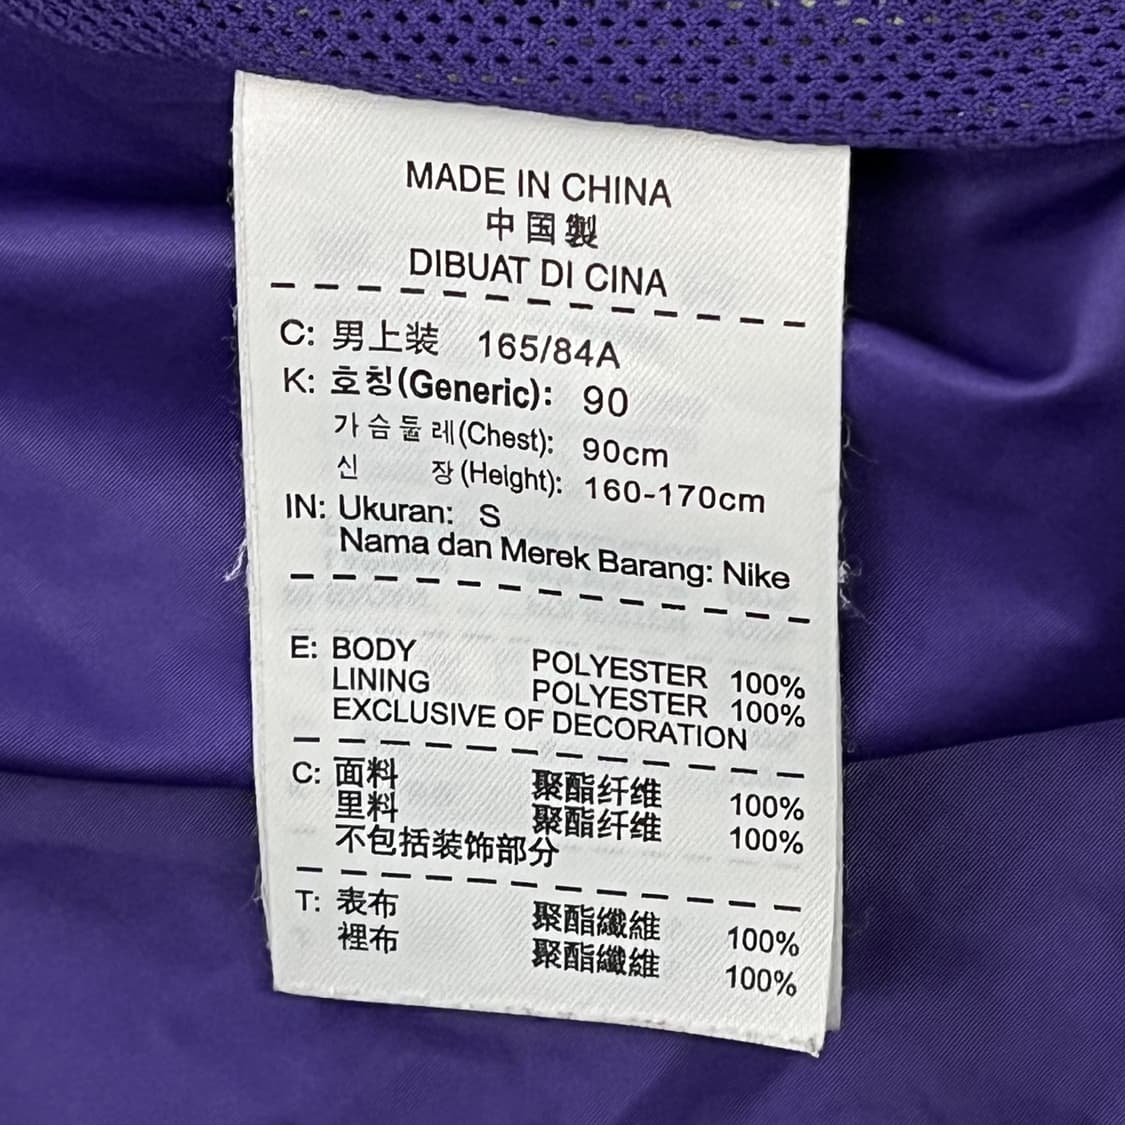 MADE IN CHINA
中国製
DIBUAT DI CINA
C: 男上装 165/84A
K: 호칭(Generic): 90
가슴둘레(Chest): 90cm
신 장(Height): 160-170cm
IN: Ukuran: S
Nama dan Merek Barang: Nike
E: BODY POLYESTER 100%
LINING POLYESTER 100%
EXCLUSIVE OF DECORATION
C: 面料 聚酯纤维 100%
里料 聚酯纤维 100%
不包括装饰部分
T: 表布 聚酯纖維 100%
裡布 聚酯纖維 100%